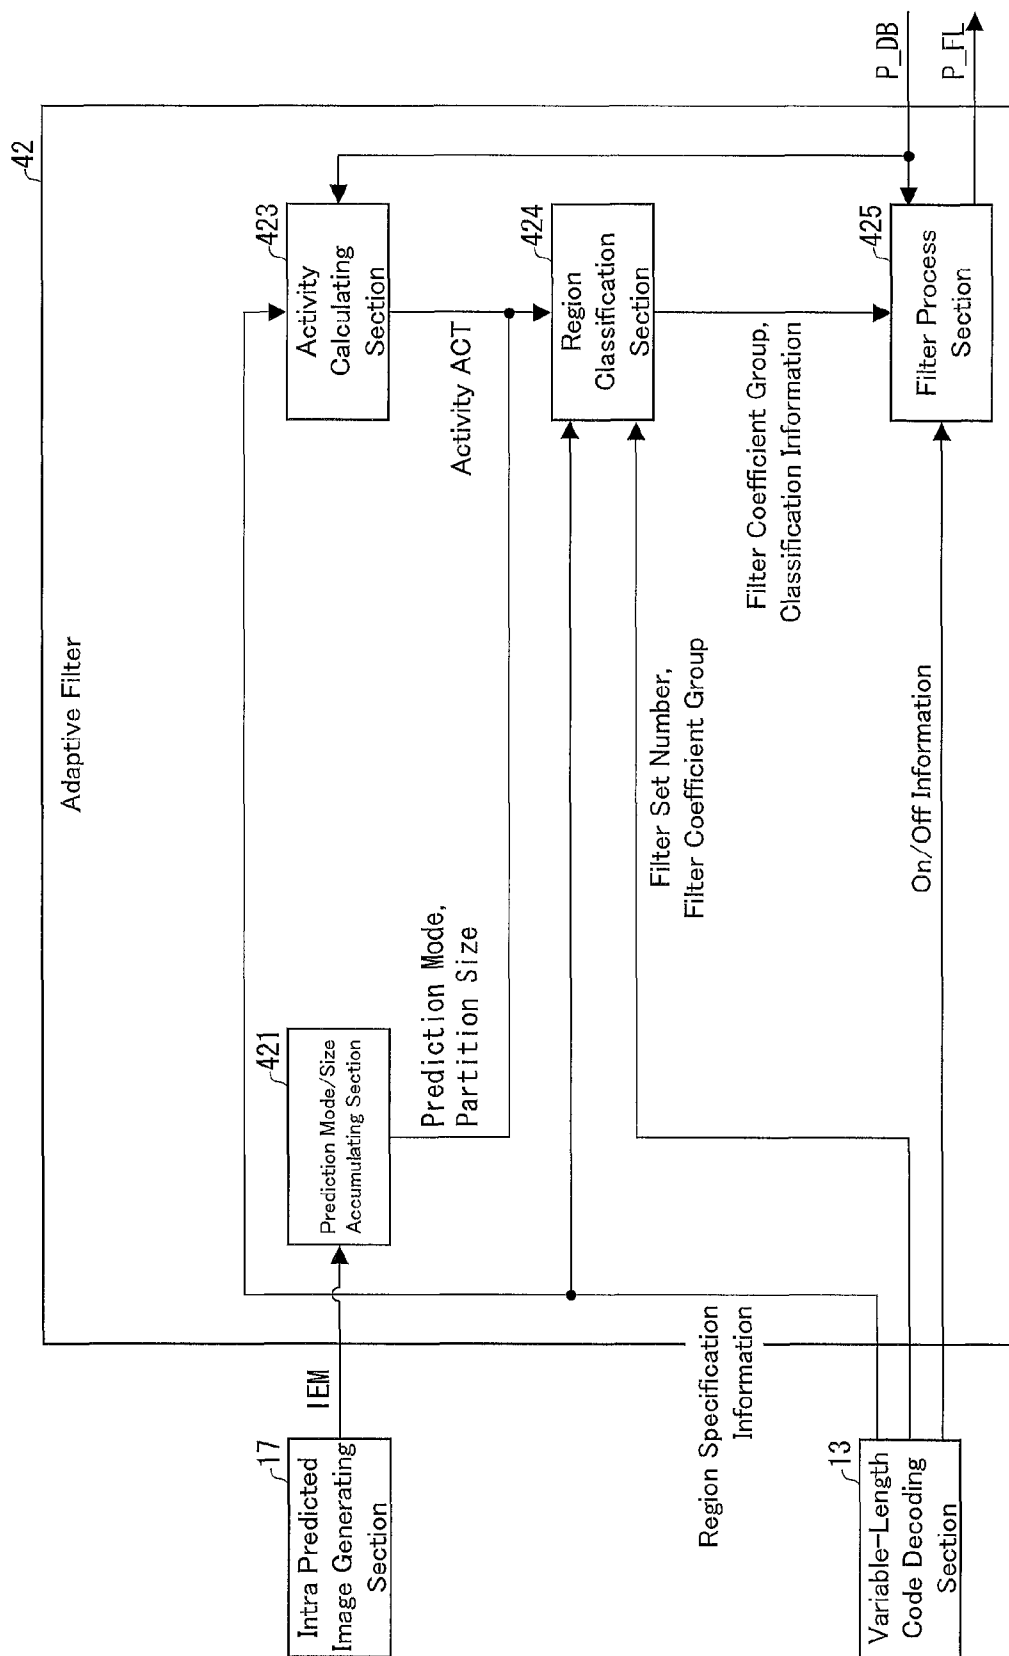 42
Adaptive Filter
17
Intra Predicted
Image Generating
Section
IEM
421
Prediction Mode/Size
Accumulating Section
Prediction Mode,
Partition Size
423
Activity
Calculating
Section
Activity ACT
424
Region
Classification
Section
Region Specification
Information
Filter Set Number,
Filter Coefficient Group
Filter Coefficient Group,
Classification Information
13
Variable-Length
Code Decoding
Section
On/Off Information
425
Filter Process
Section
P_DB
P_FL